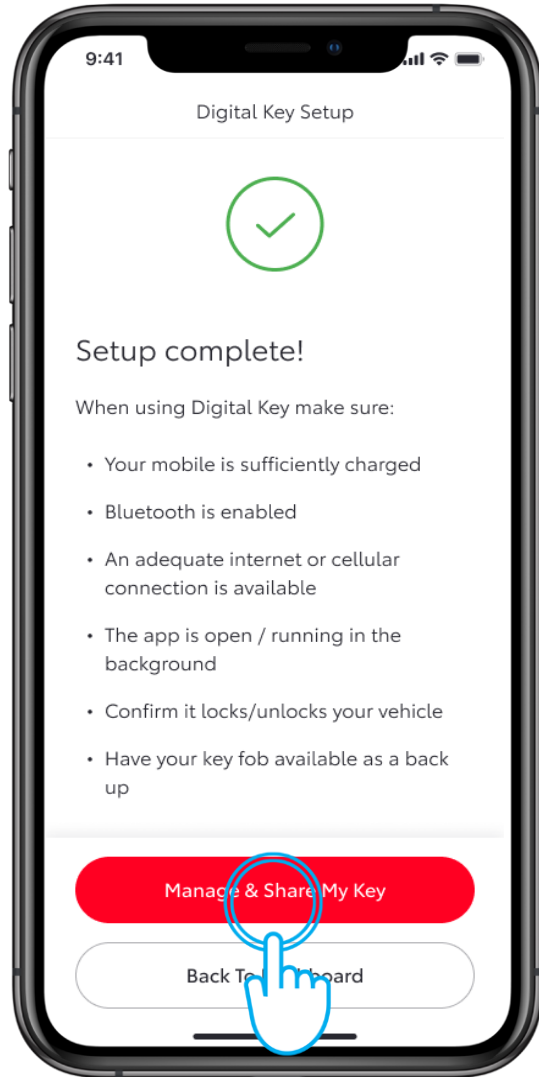 9:41
Digital Key Setup
Setup complete!
When using Digital Key make sure:
• Your mobile is sufficiently charged
• Bluetooth is enabled
• An adequate internet or cellular
connection is available
• The app is open / running in the
background
• Confirm it locks/unlocks your vehicle
• Have your key fob available as a back
up
Manage & Share My Key
Back To Dashboard